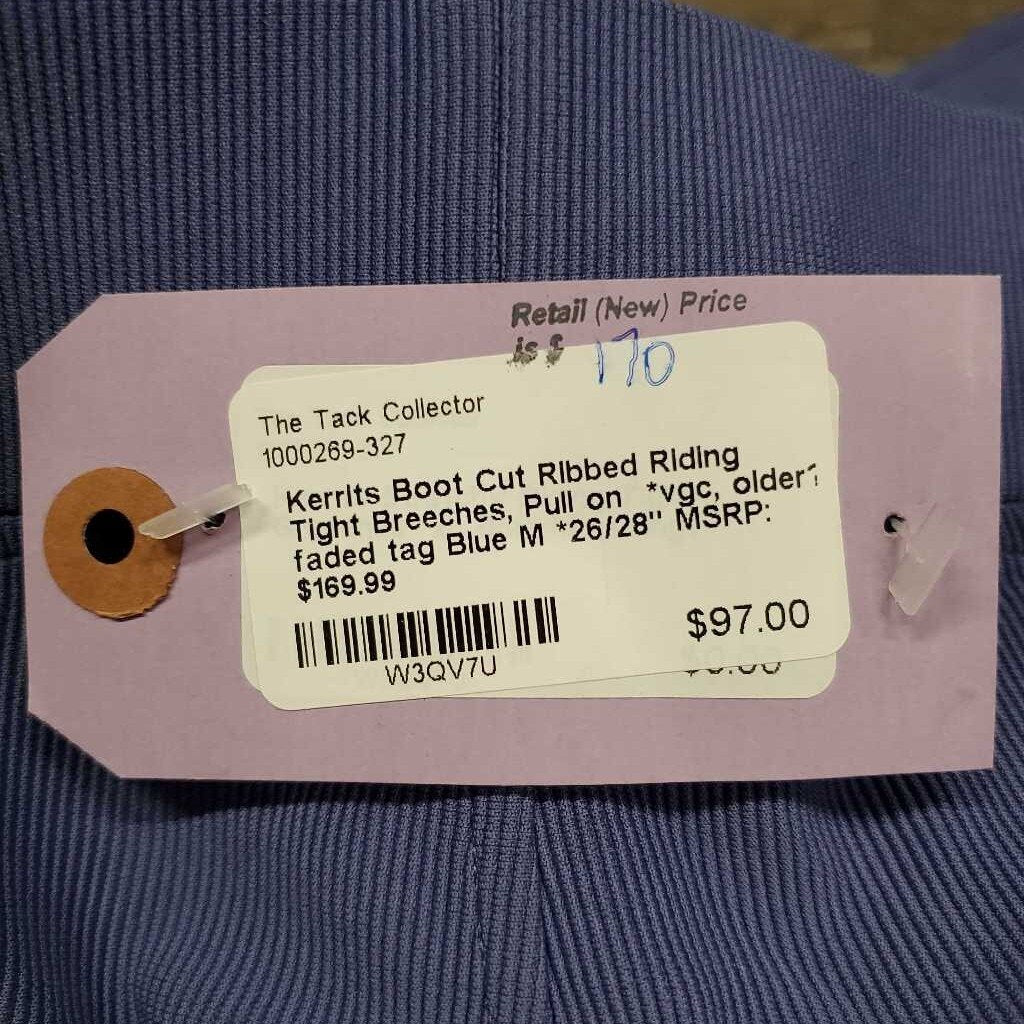 Retail (New) Price
is $ 170
The Tack Collector
1000269-327
Kerrits Boot Cut Ribbed Riding
Tight Breeches, Pull on *vgc, older?
faded tag Blue M *26/28" MSRP:
$169.99
$97.00
W3QV7U